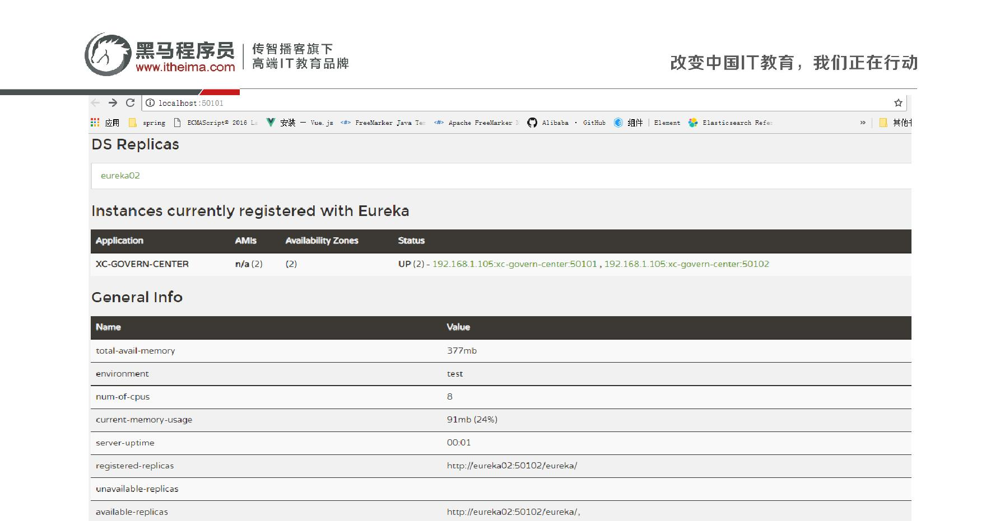 黑马程序员
www.itheima.com
传智播客旗下
高端IT教育品牌
改变中国IT教育，我们正在行动
localhost:50101
应用 spring ECMAScript® 2016 安装 — Vue.js FreeMarker Java Apache FreeMarker Alibaba · GitHub 组件 | Element Elasticsearch » 其他
DS Replicas
eureka02
Instances currently registered with Eureka
Application AMIs Availability Zones Status
XC-GOVERN-CENTER n/a (2) (2) UP (2) - 192.168.1.105:xc-govern-center:50101 , 192.168.1.105:xc-govern-center:50102
General Info
Name Value
total-avail-memory 377mb
environment test
num-of-cpus 8
current-memory-usage 91mb (24%)
server-uptime 00:01
registered-replicas http://eureka02:50102/eureka/
unavailable-replicas
available-replicas http://eureka02:50102/eureka/,